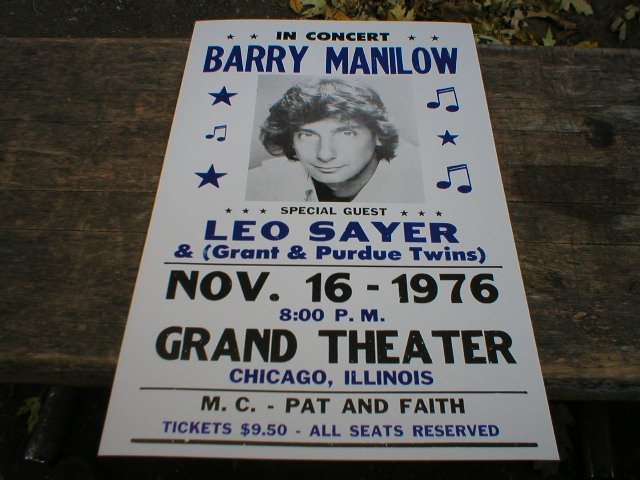 IN CONCERT
BARRY MANILOW
SPECIAL GUEST
LEO SAYER
& (Grant & Purdue Twins)
NOV. 16 - 1976
8:00 P.M.
GRAND THEATER
CHICAGO, ILLINOIS
M.C. - PAT AND FAITH
TICKETS $9.50 - ALL SEATS RESERVED